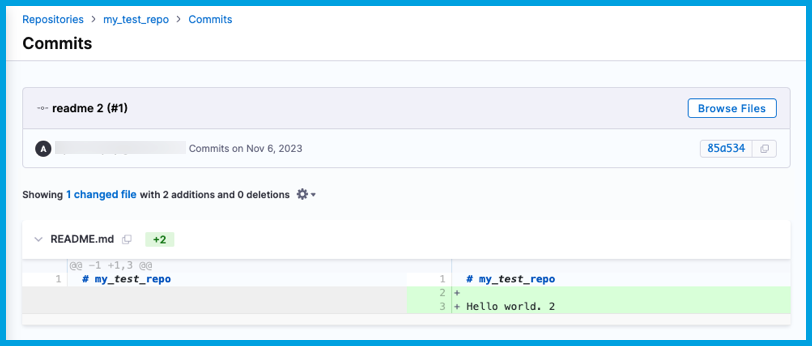 Repositories > my_test_repo > Commits
Commits
readme 2 (#1)
Browse Files
A Commits on Nov 6, 2023
85a534
Showing 1 changed file with 2 additions and 0 deletions
README.md +2
@@ -1 +1,3 @@
1 # my_test_repo 1 # my_test_repo
2 +
3 + Hello world. 2